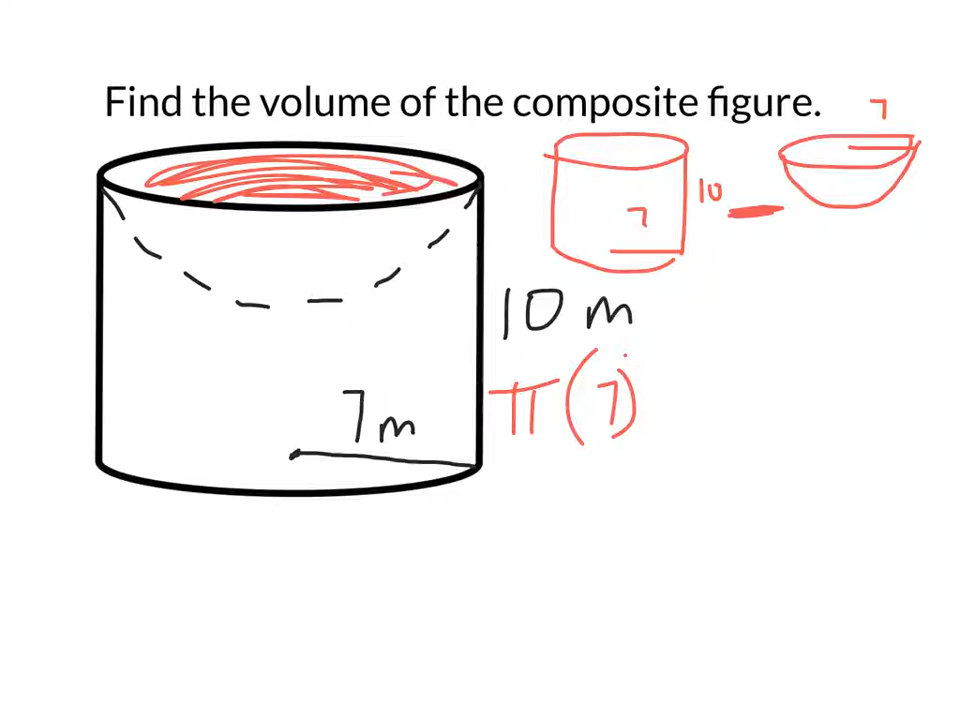 Find the volume of the composite figure.
7
10
7
10 m
π(7)
7m